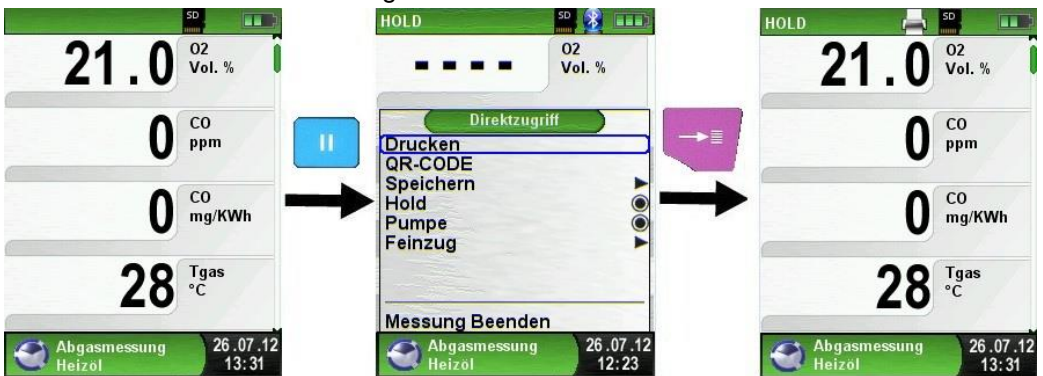 SD
21.0 O2
Vol. %
0 CO
ppm
0 CO
mg/KWh
28 Tgas
°C
Abgasmessung 26.07.12
Heizöl 13:31
HOLD SD
---- O2
Vol. %
Direktzugriff
Drucken
QR-CODE
Speichern
Hold
Pumpe
Feinzug
Messung Beenden
Abgasmessung 26.07.12
Heizöl 12:23
HOLD SD
21.0 O2
Vol. %
0 CO
ppm
0 CO
mg/KWh
28 Tgas
°C
Abgasmessung 26.07.12
Heizöl 13:31